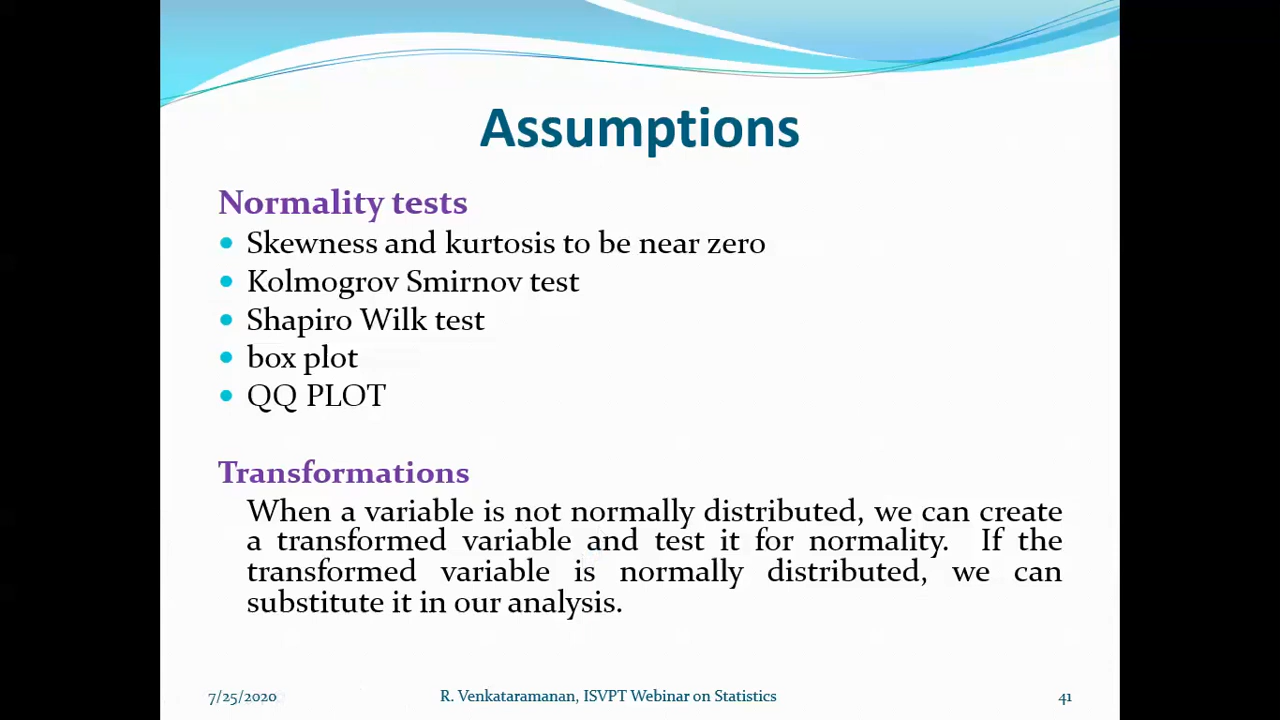 Assumptions
Normality tests
Skewness and kurtosis to be near zero
Kolmogrov Smirnov test
Shapiro Wilk test
box plot
QQ PLOT
Transformations
When a variable is not normally distributed, we can create
a transformed variable and test it for normality. If the
transformed variable is normally distributed, we can
substitute it in our analysis.
7/25/2020
R. Venkataramanan, ISVPT Webinar on Statistics
41